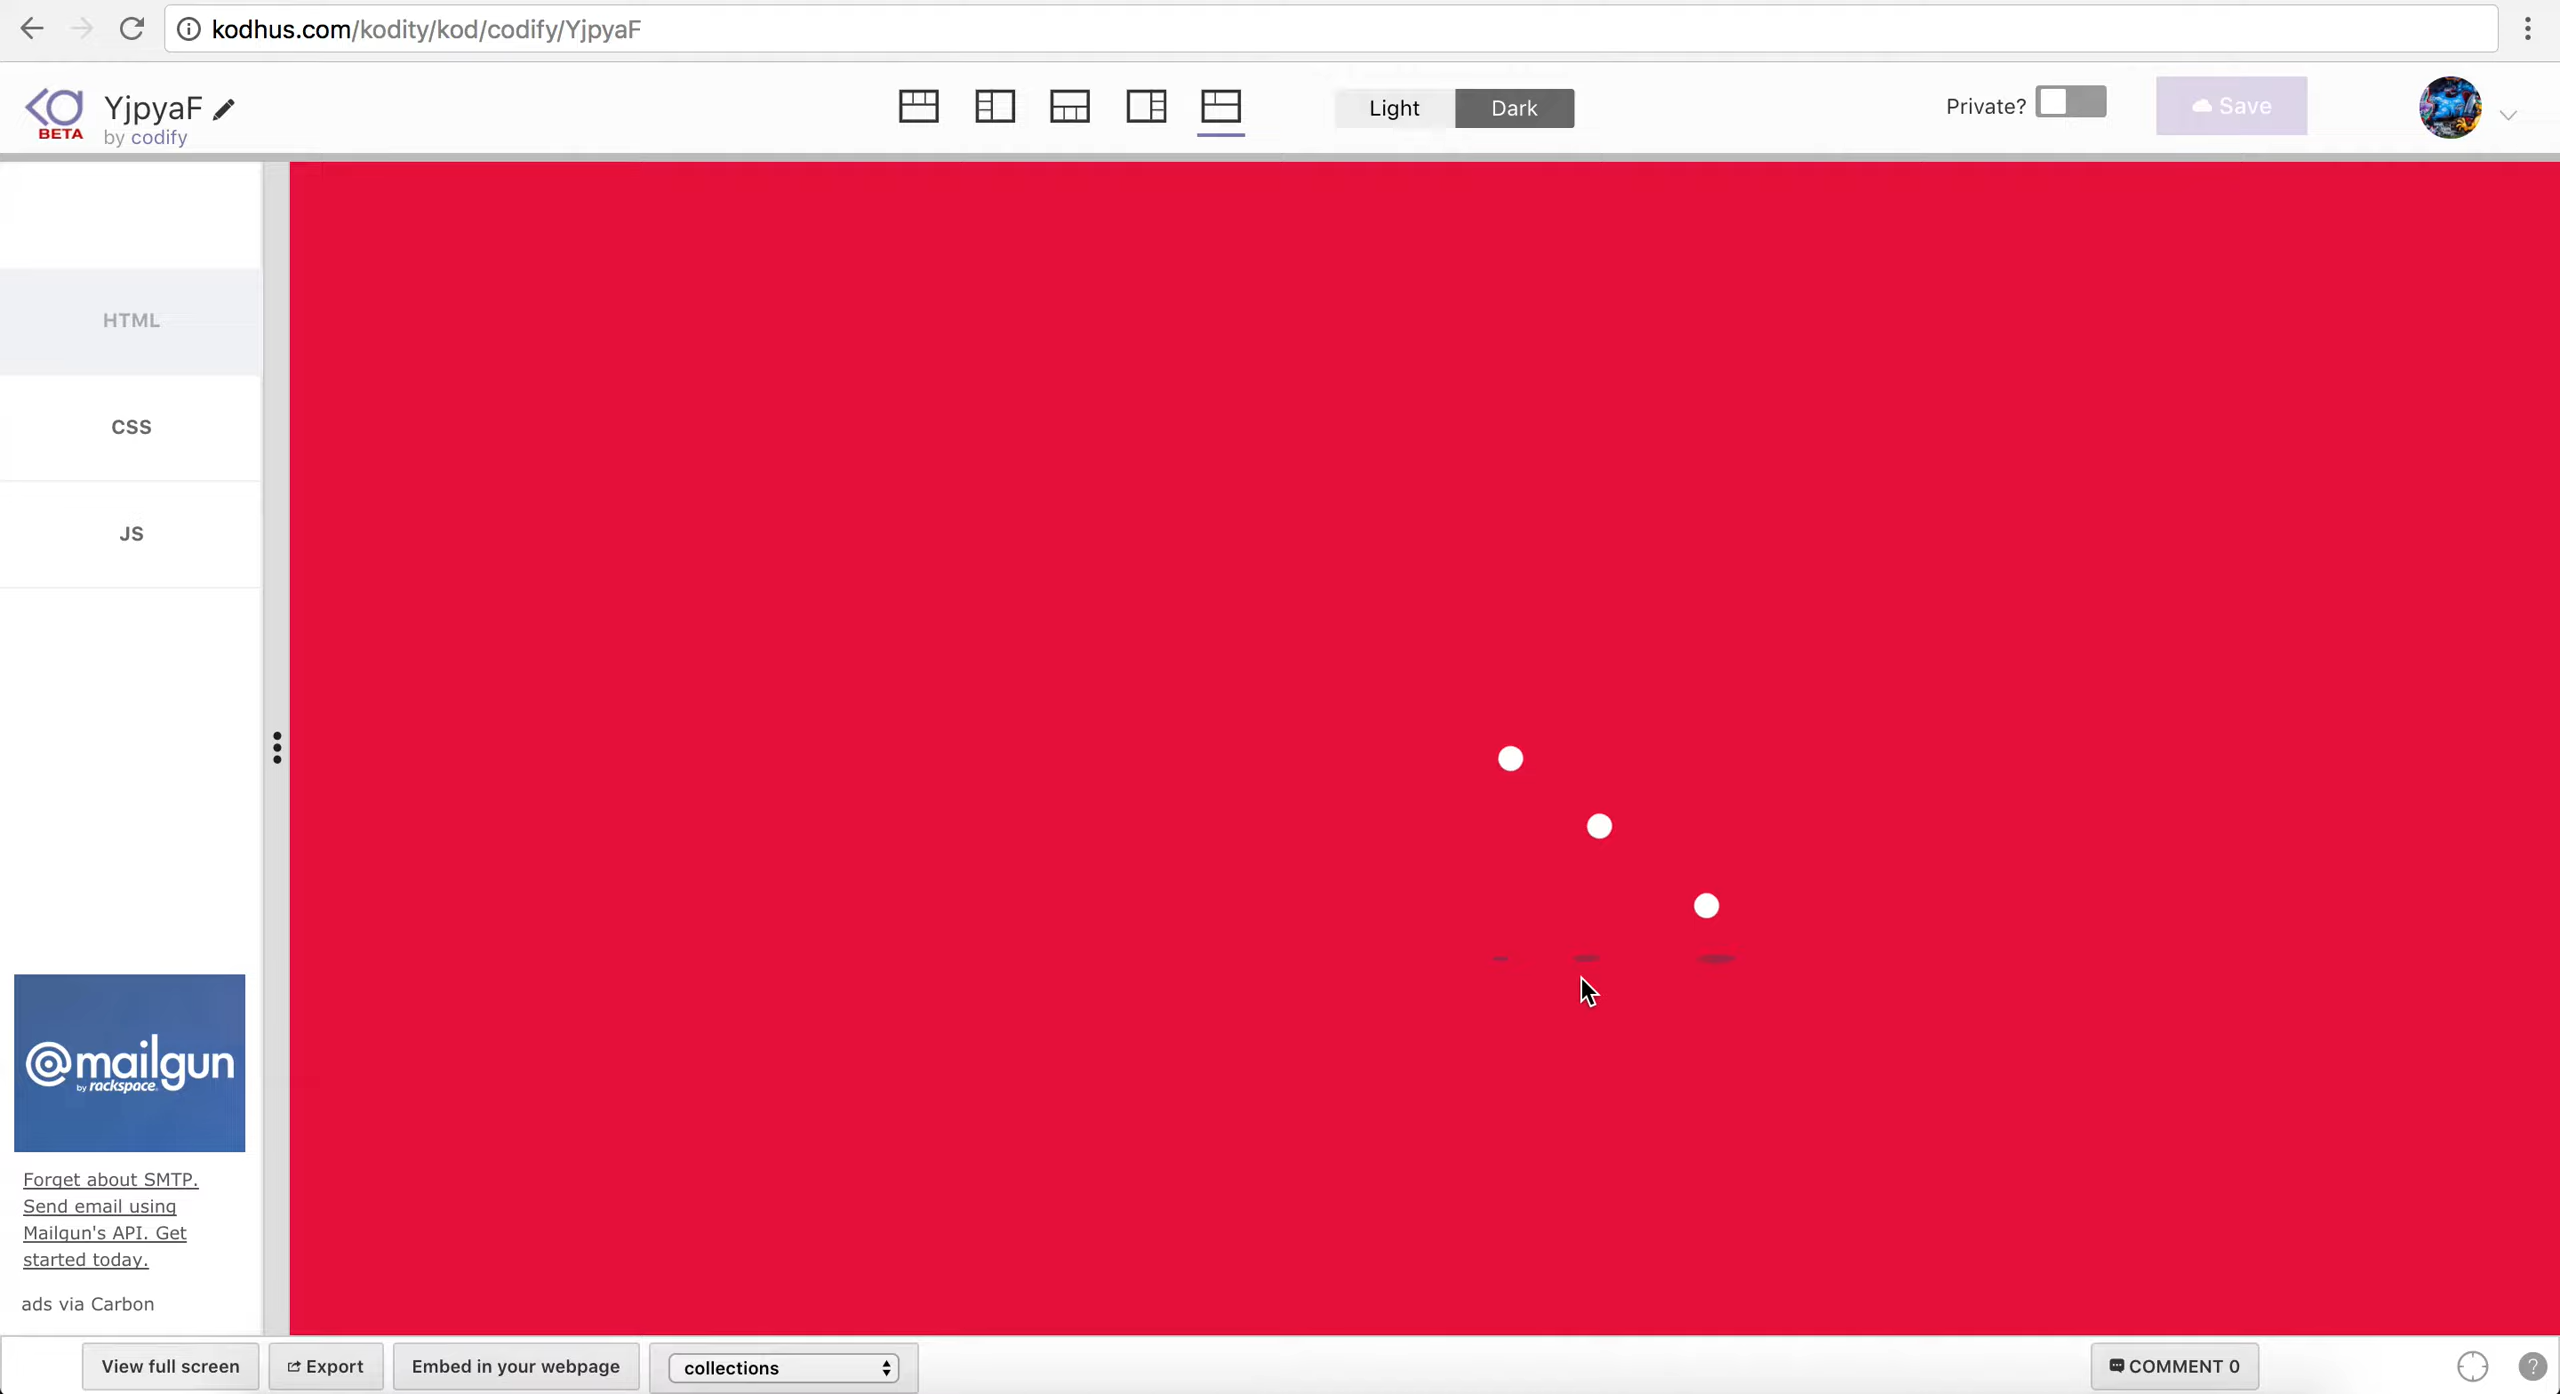 kodhus.com/kodity/kod/codify/YjpyaF
BETA
YjpyaF
by codify
Light
Dark
Private?
Save
HTML
CSS
JS
@mailgun
by rackspace.
Forget about SMTP.
Send email using
Mailgun's API. Get
started today.
ads via Carbon
View full screen
Export
Embed in your webpage
collections
COMMENT 0
?